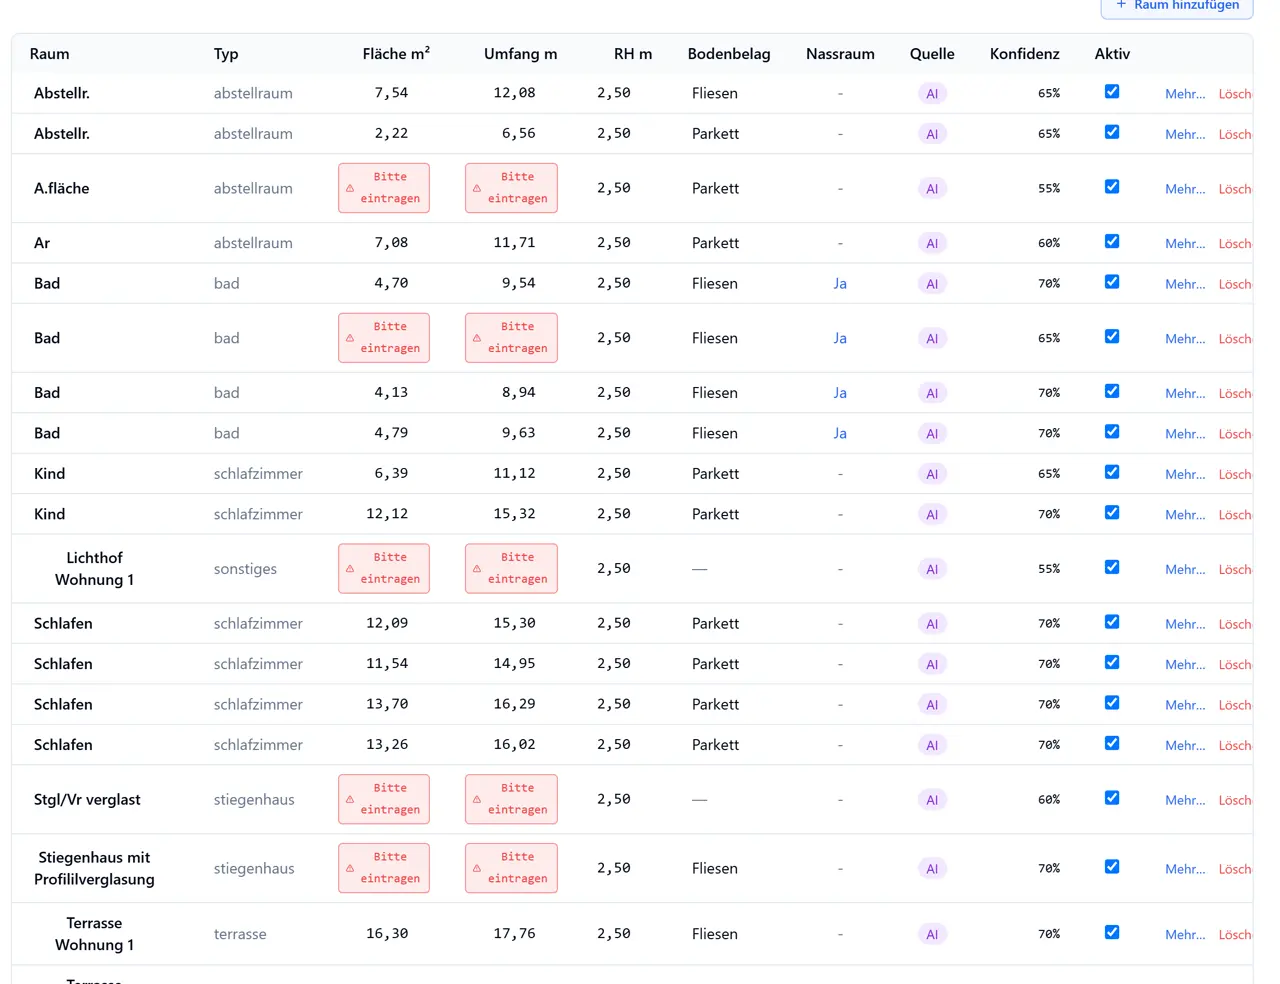 + Raum hinzufügen
Raum Typ Fläche m² Umfang m RH m Bodenbelag Nassraum Quelle Konfidenz Aktiv
Abstellr. abstellraum 7,54 12,08 2,50 Fliesen - AI 65% Mehr... Lösch
Abstellr. abstellraum 2,22 6,56 2,50 Parkett - AI 65% Mehr... Lösch
A.fläche abstellraum ⚠ Bitte eintragen ⚠ Bitte eintragen 2,50 Parkett - AI 55% Mehr... Lösch
Ar abstellraum 7,08 11,71 2,50 Parkett - AI 60% Mehr... Lösch
Bad bad 4,70 9,54 2,50 Fliesen Ja AI 70% Mehr... Lösch
Bad bad ⚠ Bitte eintragen ⚠ Bitte eintragen 2,50 Fliesen Ja AI 65% Mehr... Lösch
Bad bad 4,13 8,94 2,50 Fliesen Ja AI 70% Mehr... Lösch
Bad bad 4,79 9,63 2,50 Fliesen Ja AI 70% Mehr... Lösch
Kind schlafzimmer 6,39 11,12 2,50 Parkett - AI 65% Mehr... Lösch
Kind schlafzimmer 12,12 15,32 2,50 Parkett - AI 70% Mehr... Lösch
Lichthof Wohnung 1 sonstiges ⚠ Bitte eintragen ⚠ Bitte eintragen 2,50 — - AI 55% Mehr... Lösch
Schlafen schlafzimmer 12,09 15,30 2,50 Parkett - AI 70% Mehr... Lösch
Schlafen schlafzimmer 11,54 14,95 2,50 Parkett - AI 70% Mehr... Lösch
Schlafen schlafzimmer 13,70 16,29 2,50 Parkett - AI 70% Mehr... Lösch
Schlafen schlafzimmer 13,26 16,02 2,50 Parkett - AI 70% Mehr... Lösch
Stgl/Vr verglast stiegenhaus ⚠ Bitte eintragen ⚠ Bitte eintragen 2,50 — - AI 60% Mehr... Lösch
Stiegenhaus mit Profililverglasung stiegenhaus ⚠ Bitte eintragen ⚠ Bitte eintragen 2,50 Fliesen - AI 70% Mehr... Lösch
Terrasse Wohnung 1 terrasse 16,30 17,76 2,50 Fliesen - AI 70% Mehr... Lösch